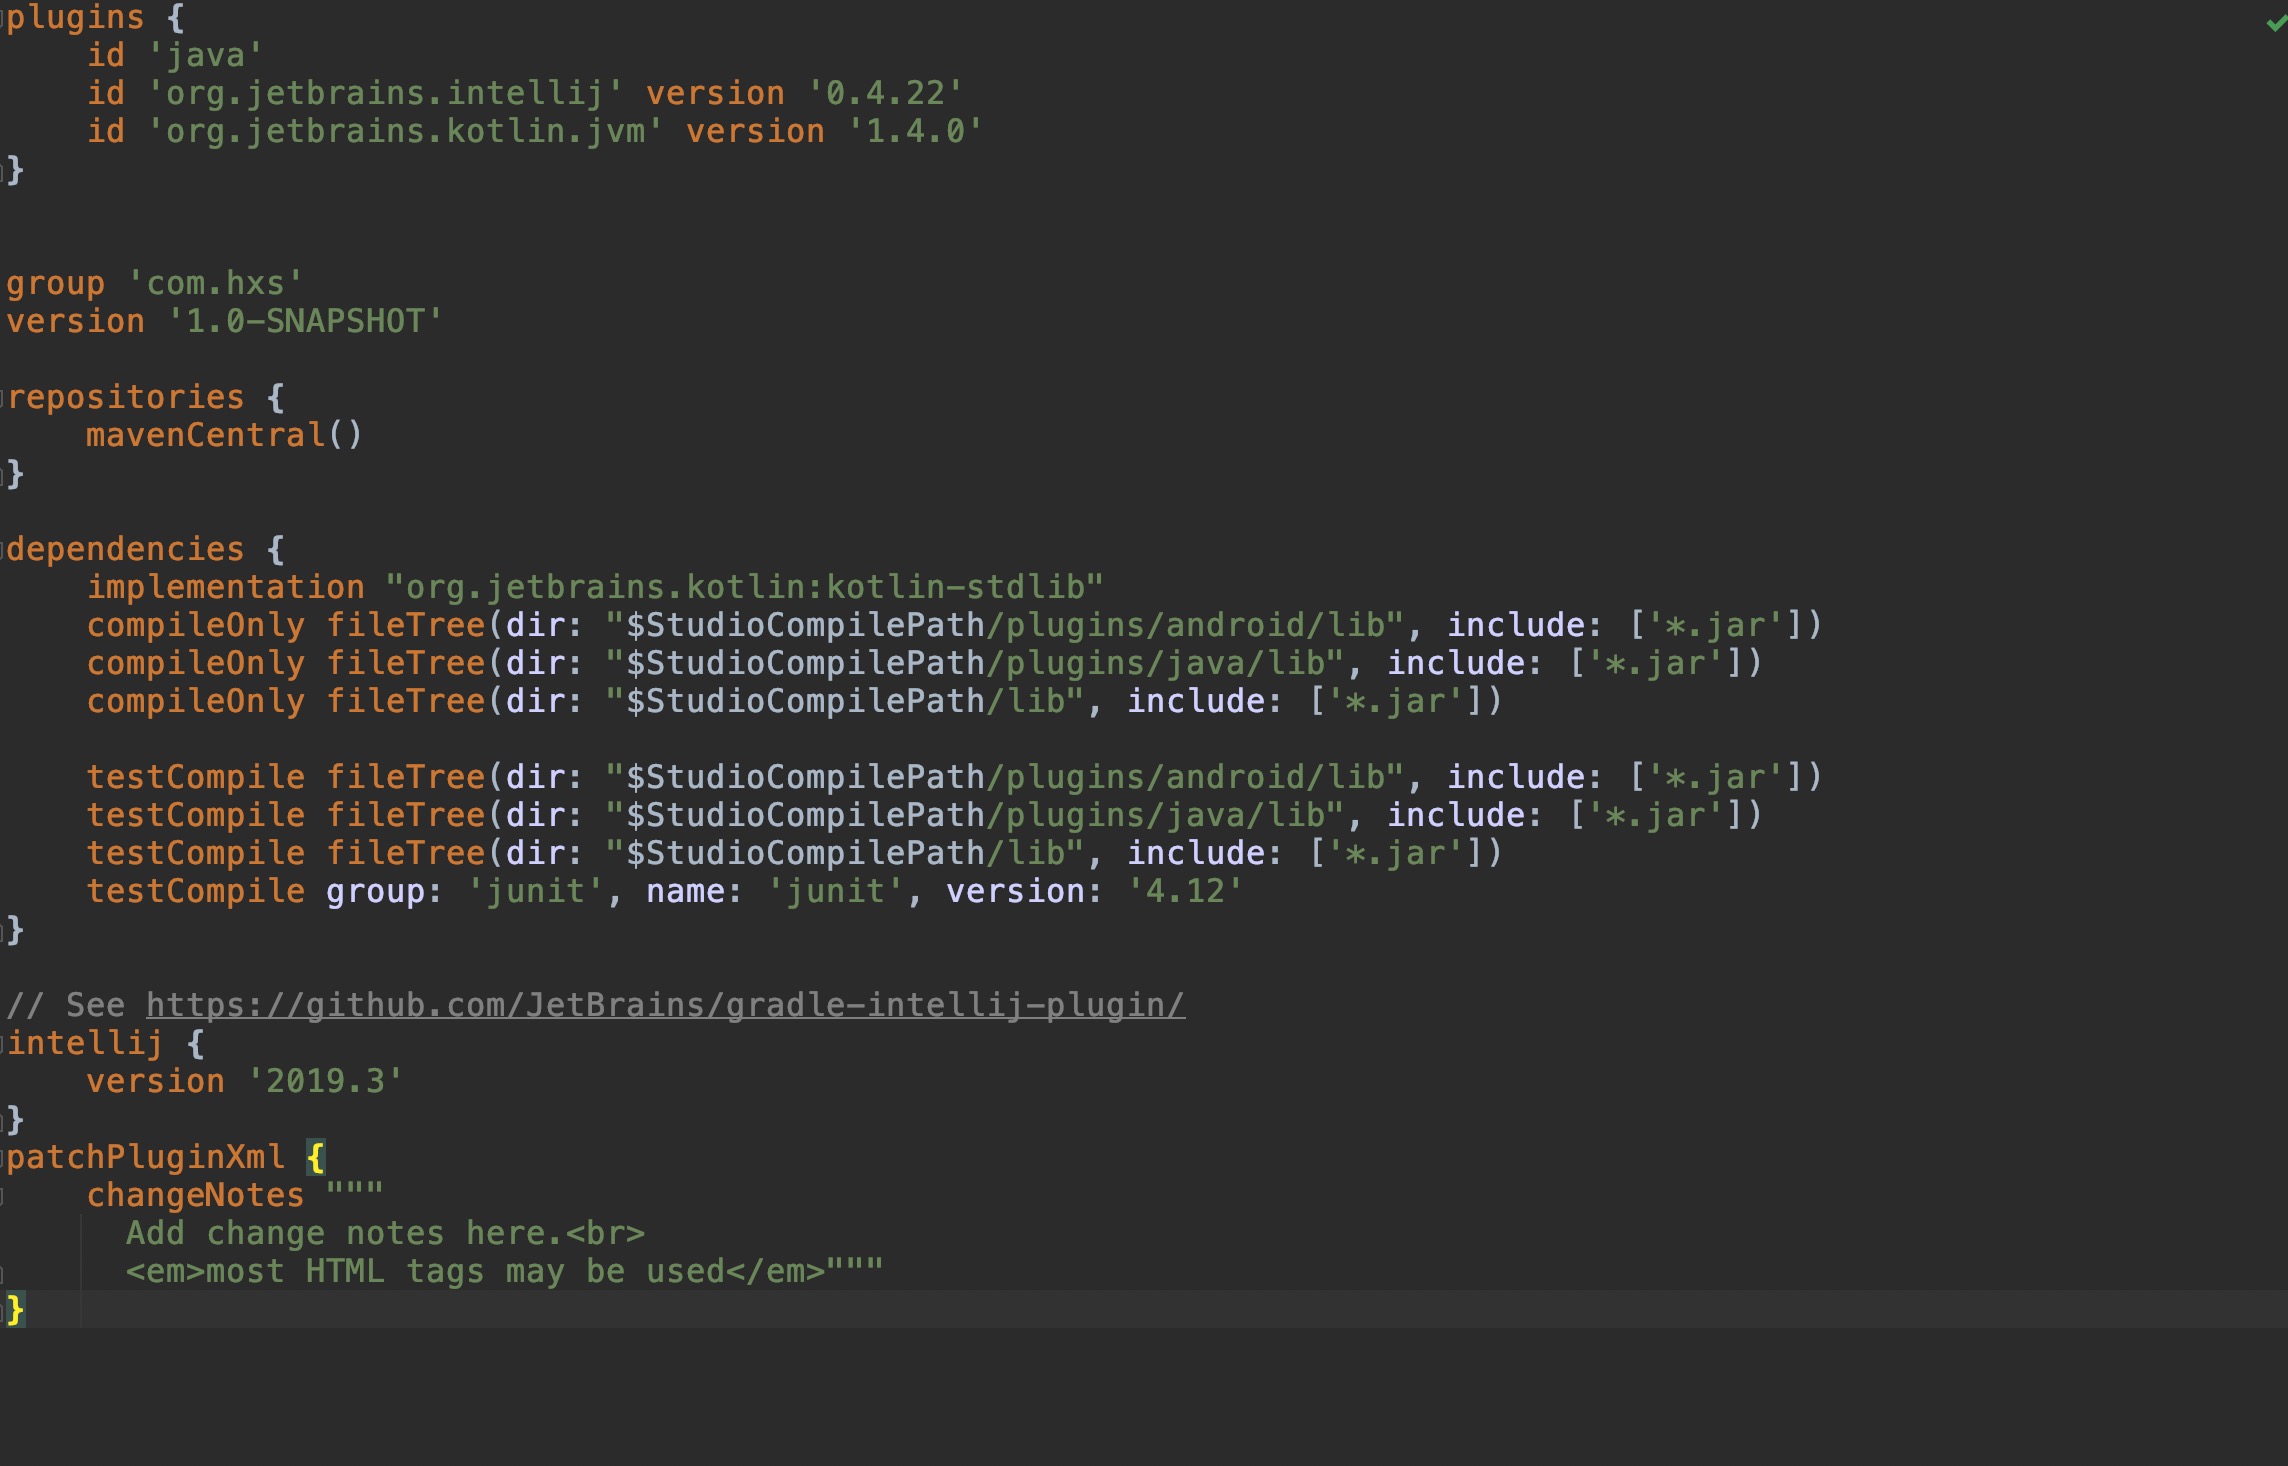 plugins {
    id 'java'
    id 'org.jetbrains.intellij' version '0.4.22'
    id 'org.jetbrains.kotlin.jvm' version '1.4.0'
}
group 'com.hxs'
version '1.0-SNAPSHOT'
repositories {
    mavenCentral()
}
dependencies {
    implementation "org.jetbrains.kotlin:kotlin-stdlib"
    compileOnly fileTree(dir: "$StudioCompilePath/plugins/android/lib", include: ['*.jar'])
    compileOnly fileTree(dir: "$StudioCompilePath/plugins/java/lib", include: ['*.jar'])
    compileOnly fileTree(dir: "$StudioCompilePath/lib", include: ['*.jar'])
    testCompile fileTree(dir: "$StudioCompilePath/plugins/android/lib", include: ['*.jar'])
    testCompile fileTree(dir: "$StudioCompilePath/plugins/java/lib", include: ['*.jar'])
    testCompile fileTree(dir: "$StudioCompilePath/lib", include: ['*.jar'])
    testCompile group: 'junit', name: 'junit', version: '4.12'
}
// See https://github.com/JetBrains/gradle-intellij-plugin/
intellij {
    version '2019.3'
}
patchPluginXml {
    changeNotes """
      Add change notes here.<br>
      <em>most HTML tags may be used</em>"""
}